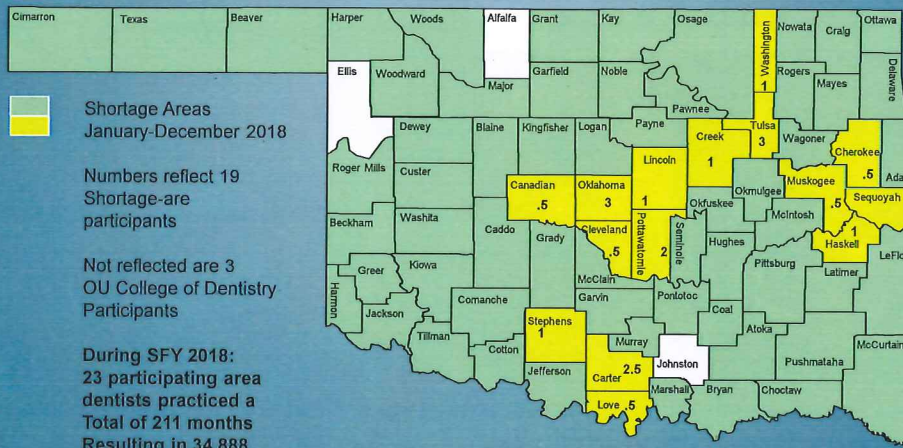 Cimarron
Texas
Beaver
Harper
Woods
Alfalfa
Grant
Kay
Osage
Washington
1
Nowata
Craig
Ottawa
Ellis
Woodward
Major
Garfield
Noble
Pawnee
Rogers
Mayes
Delaware
Shortage Areas
January-December 2018
Numbers reflect 19
Shortage-are
participants
Not reflected are 3
OU College of Dentistry
Participants
During SFY 2018:
23 participating area
dentists practiced a
Total of 211 months
Resulting in 34,888
Dewey
Blaine
Kingfisher
Logan
Payne
Creek
1
Tulsa
3
Wagoner
Cherokee
.5
Roger Mills
Custer
Canadian
.5
Oklahoma
3
Lincoln
1
Okfuskee
Okmulgee
Muskogee
.5
Sequoyah
Beckham
Washita
Caddo
Grady
Cleveland
.5
Pottawatomie
2
Seminole
Hughes
McIntosh
Haskell
1
McClain
Pittsburg
Latimer
Greer
Kiowa
Harmon
Jackson
Comanche
Tillman
Cotton
Stephens
1
Garvin
Pontotoc
Coal
Atoka
Murray
Johnston
Pushmataha
McCurtain
Jefferson
Carter 2.5
Love .5
Marshall
Bryan
Choctaw